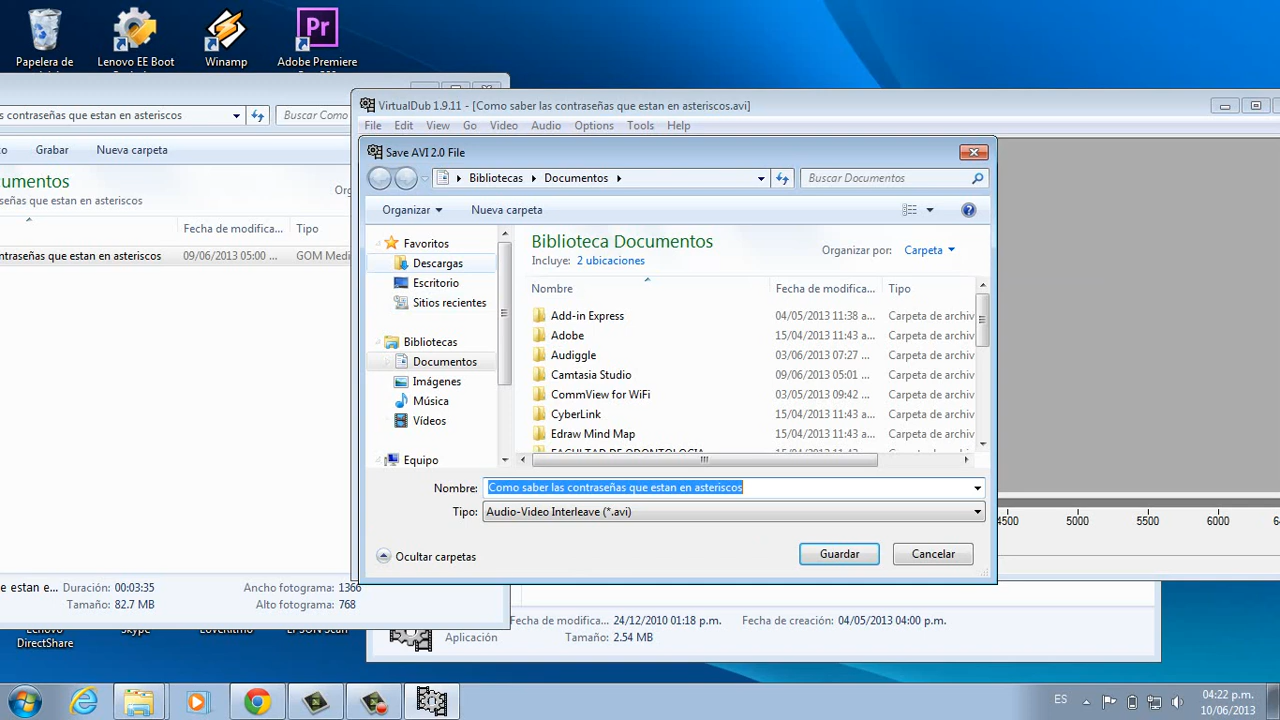 Papelera de
Lenovo EE Boot
Winamp
Pr
Adobe Premiere
s contraseñas que estan en asteriscos
Buscar Como
Grabar
Nueva carpeta
umentos
señas que estan en asteriscos
Fecha de modifica...
Tipo
ntraseñas que estan en asteriscos
09/06/2013 05:00 ...
GOM Medi
e estan e...
Duración: 00:03:35
Ancho fotograma: 1366
Tamaño: 82.7 MB
Alto fotograma: 768
VirtualDub 1.9.11 - [Como saber las contraseñas que estan en asteriscos.avi]
File Edit View Go Video Audio Options Tools Help
Save AVI 2.0 File
Bibliotecas
Documentos
Buscar Documentos
Organizar
Nueva carpeta
Favoritos
Descargas
Escritorio
Sitios recientes
Bibliotecas
Documentos
Imágenes
Música
Vídeos
Equipo
Biblioteca Documentos
Incluye: 2 ubicaciones
Organizar por: Carpeta
Nombre
Fecha de modifica...
Tipo
Add-in Express 04/05/2013 11:38 a... Carpeta de archiv
Adobe 15/04/2013 11:43 a... Carpeta de archiv
Audiggle 03/06/2013 07:27 ... Carpeta de archiv
Camtasia Studio 09/06/2013 05:01 ... Carpeta de archiv
CommView for WiFi 03/05/2013 09:42 ... Carpeta de archiv
CyberLink 15/04/2013 11:43 a... Carpeta de archiv
Edraw Mind Map 15/04/2013 11:43 a... Carpeta de archiv
FACULTAD DE ODONTOLOGIA
Nombre: Como saber las contraseñas que estan en asteriscos
Tipo: Audio-Video Interleave (*.avi)
Ocultar carpetas
Guardar
Cancelar
4500 5000 5500 6000 6
Fecha de modifica... 24/12/2010 01:18 p.m.
Fecha de creación: 04/05/2013 04:00 p.m.
Aplicación
Tamaño: 2.54 MB
Lenovo
DirectShare
Skype
EPSON Scan
ES
04:22 p.m.
10/06/2013